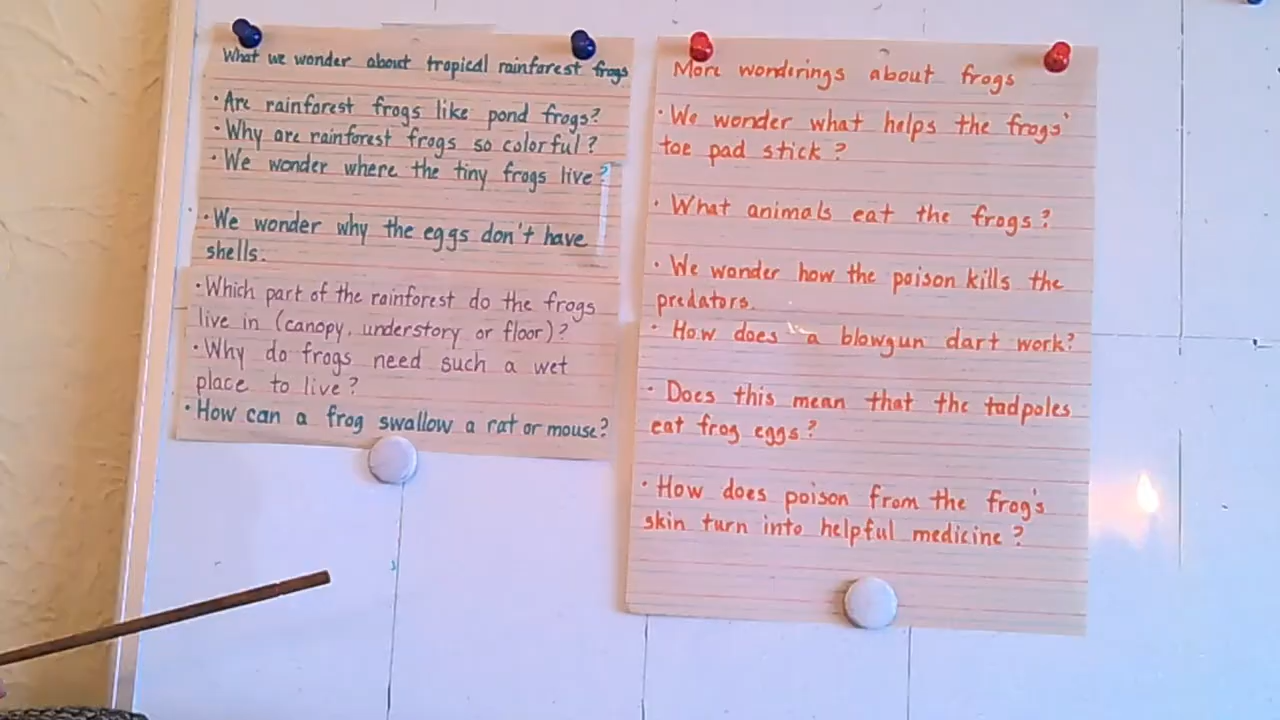 What we wonder about tropical rainforest frogs
· Are rainforest frogs like pond frogs?
· Why are rainforest frogs so colorful?
· We wonder where the tiny frogs live?
· We wonder why the eggs don't have
shells.
· Which part of the rainforest do the frogs
live in (canopy, understory or floor)?
· Why do frogs need such a wet
place to live?
· How can a frog swallow a rat or mouse?
More wonderings about frogs
· We wonder what helps the frogs'
toe pad stick?
· What animals eat the frogs?
· We wonder how the poison kills the
predators.
· How does a blowgun dart work?
· Does this mean that the tadpoles
eat frog eggs?
· How does poison from the frog's
skin turn into helpful medicine?